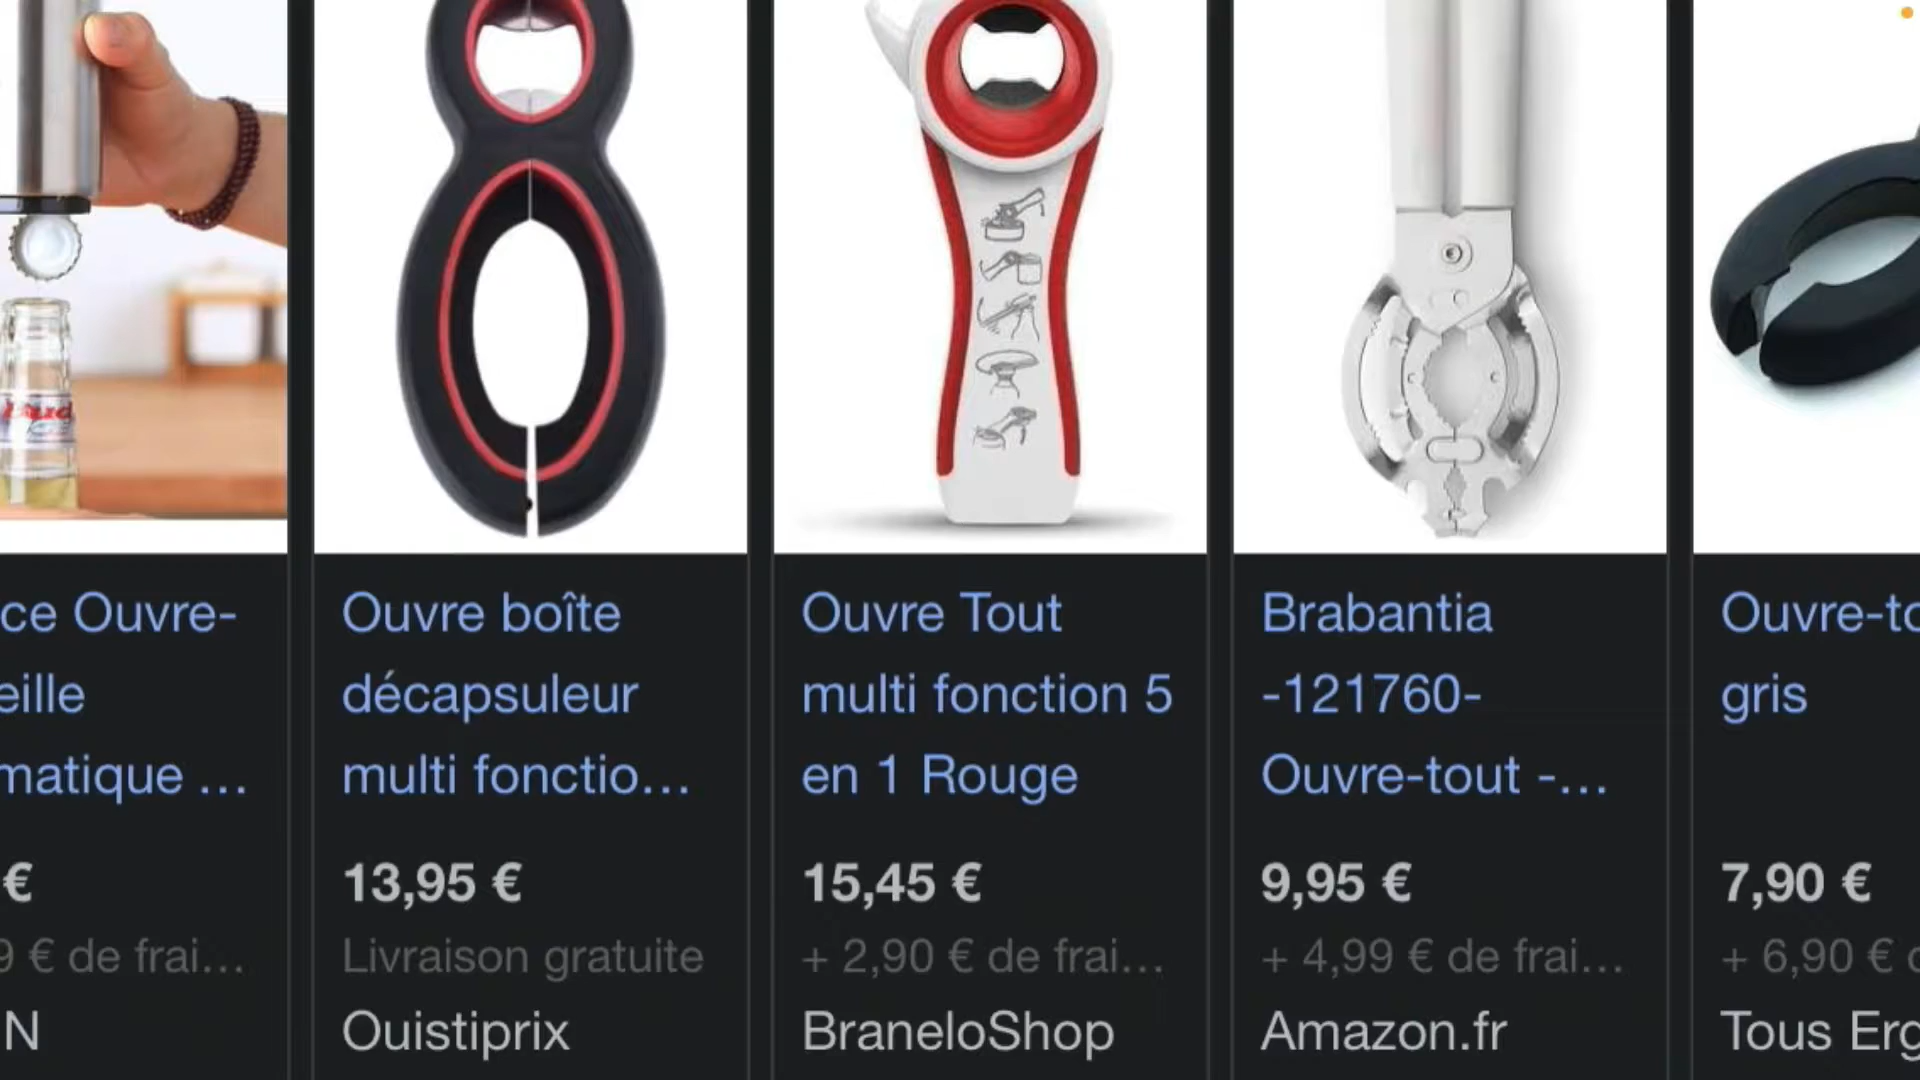 Bud
ce Ouvre-
eille
matique ...
€
9 € de frai...
N
Ouvre boîte
décapsuleur
multi fonctio...
13,95 €
Livraison gratuite
Ouistiprix
Ouvre Tout
multi fonction 5
en 1 Rouge
15,45 €
+ 2,90 € de frai...
BraneloShop
Brabantia
-121760-
Ouvre-tout -...
9,95 €
+ 4,99 € de frai...
Amazon.fr
Ouvre-to
gris
7,90 €
+ 6,90 € d
Tous Erg